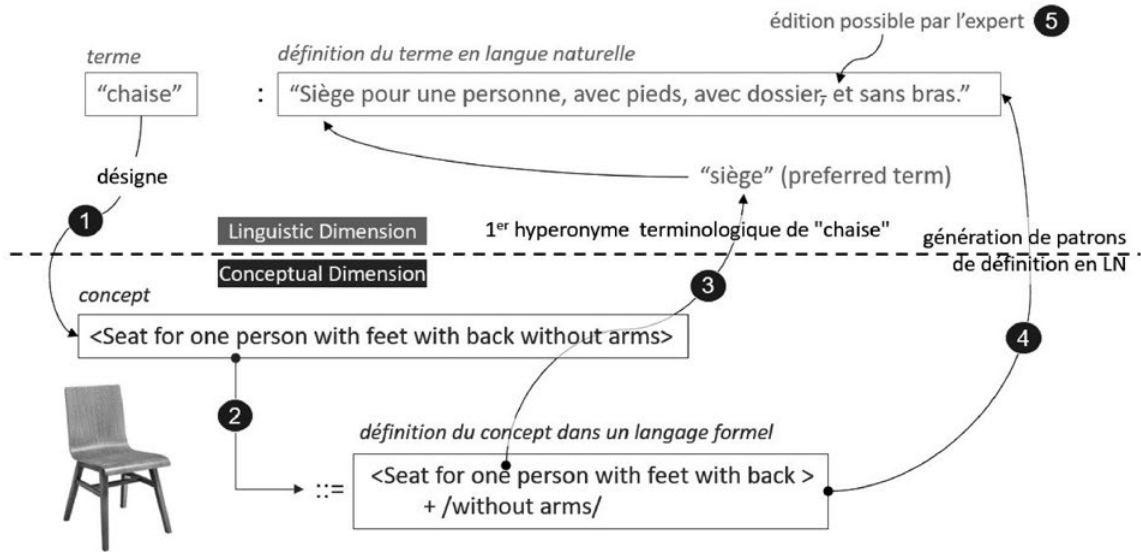 édition possible par l’expert 5
terme
définition du terme en langue naturelle
“chaise” : “Siège pour une personne, avec pieds, avec dossier, et sans bras.”
désigne
“siège” (preferred term)
1
Linguistic Dimension
1er hyperonyme terminologique de "chaise"
génération de patrons
de définition en LN
Conceptual Dimension
3
concept
<Seat for one person with feet with back without arms>
4
2
définition du concept dans un langage formel
::= <Seat for one person with feet with back >
+ /without arms/